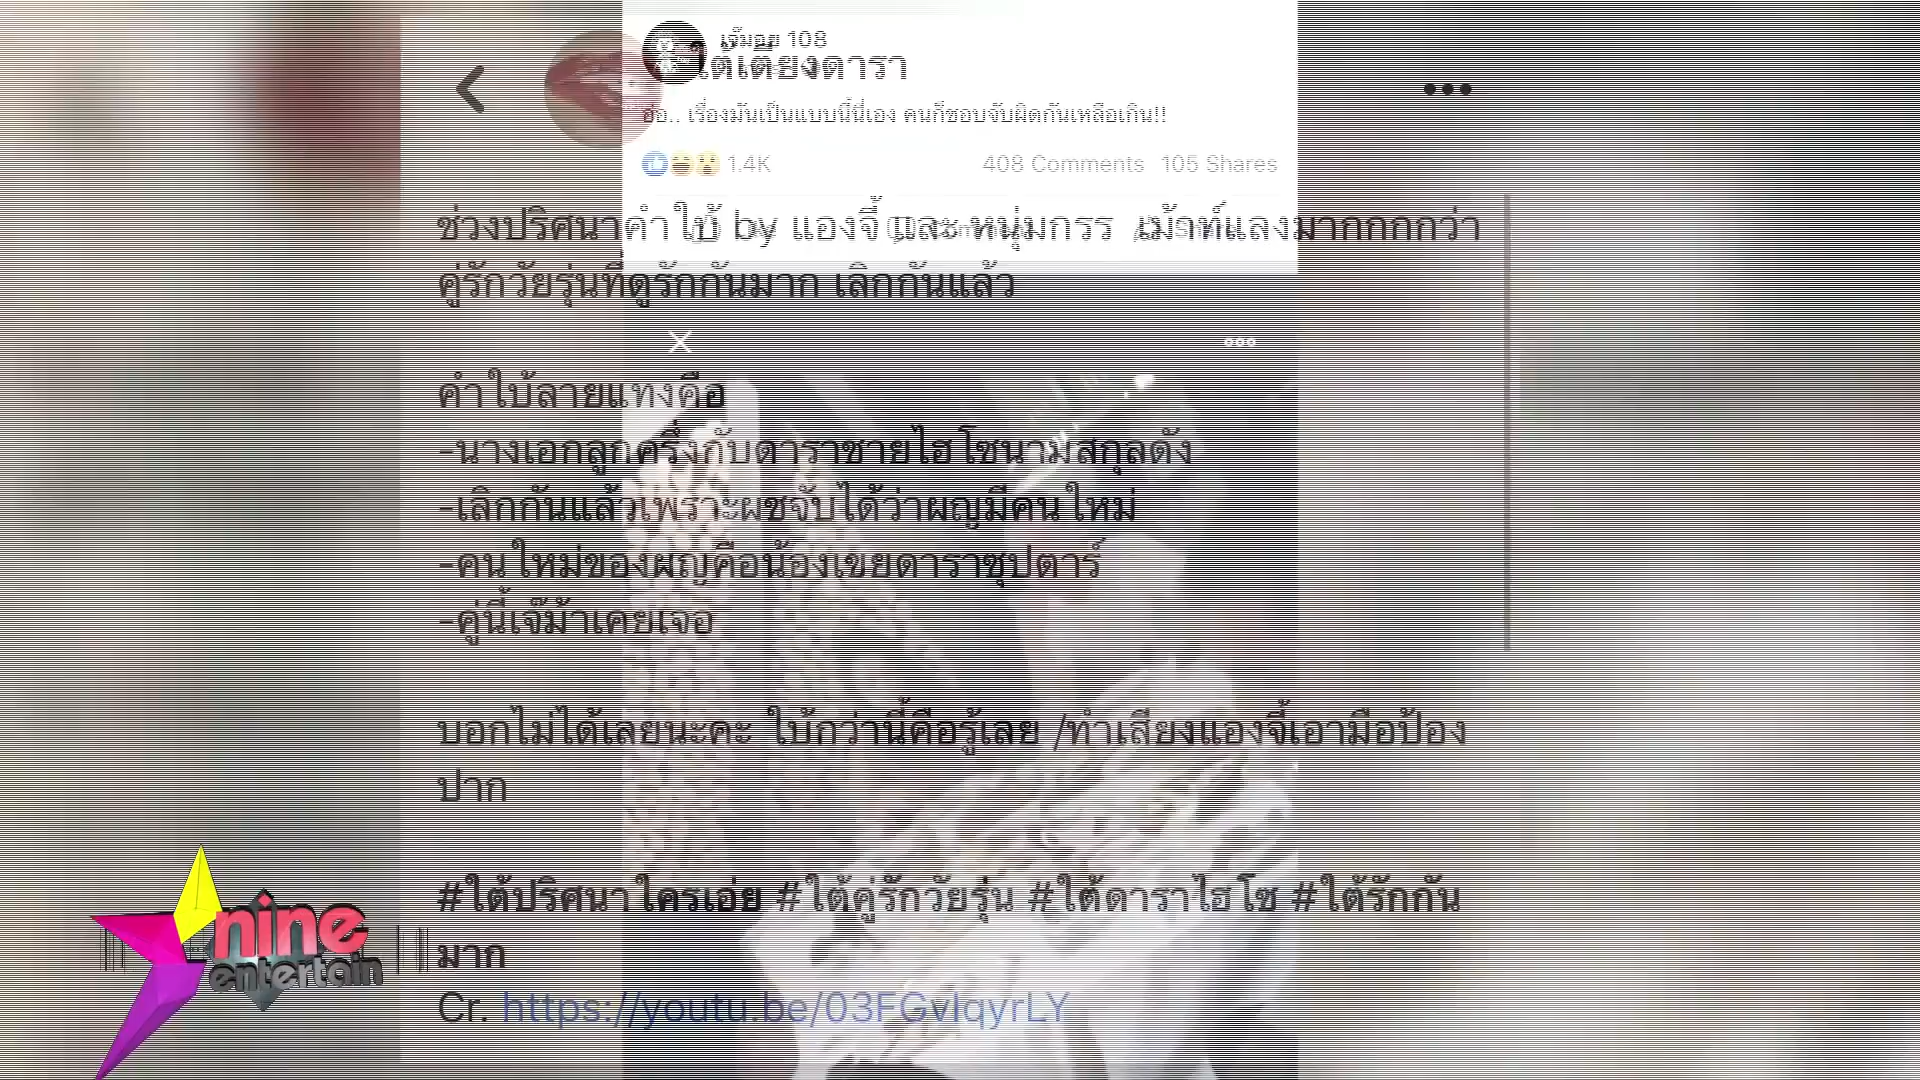 เจ๊มอย 108
ใต้เตียงดารา
อ๋อ.. เรื่องมันเป็นแบบนี้นี่เอง คนก็ชอบจับผิดกันเหลือเกิน!!
1.4K 408 Comments 105 Shares
ช่วงปริศนาคำใบ้ by แองจี้ และ หนุ่มกรรชัย เม้าท์แลงมากกกกกว่า
คู่รักวัยรุ่นที่ดูรักกันมาก เลิกกันแล้ว
คำใบ้ลายแทงคือ
-นางเอกลูกครึ่งกับดาราชายไฮโซนามสกุลดัง
-เลิกกันแล้วเพราะผชจับได้ว่าผญมีคนใหม่
-คนใหม่ของผญคือน้องเขยดาราซุปตาร์
-คู่นี้เจ๊ม้าเคยเจอ
บอกไม่ได้เลยนะคะ ใบ้กว่านี้คือรู้เลย /ทำเสียงแองจี้เอามือป้อง
ปาก
#ใต้ปริศนาใครเอ่ย #ใต้คู่รักวัยรุ่น #ใต้ดาราไฮโซ #ใต้รักกัน
มาก
Cr. https://youtu.be/03FGvIqyrLY
nine
entertain